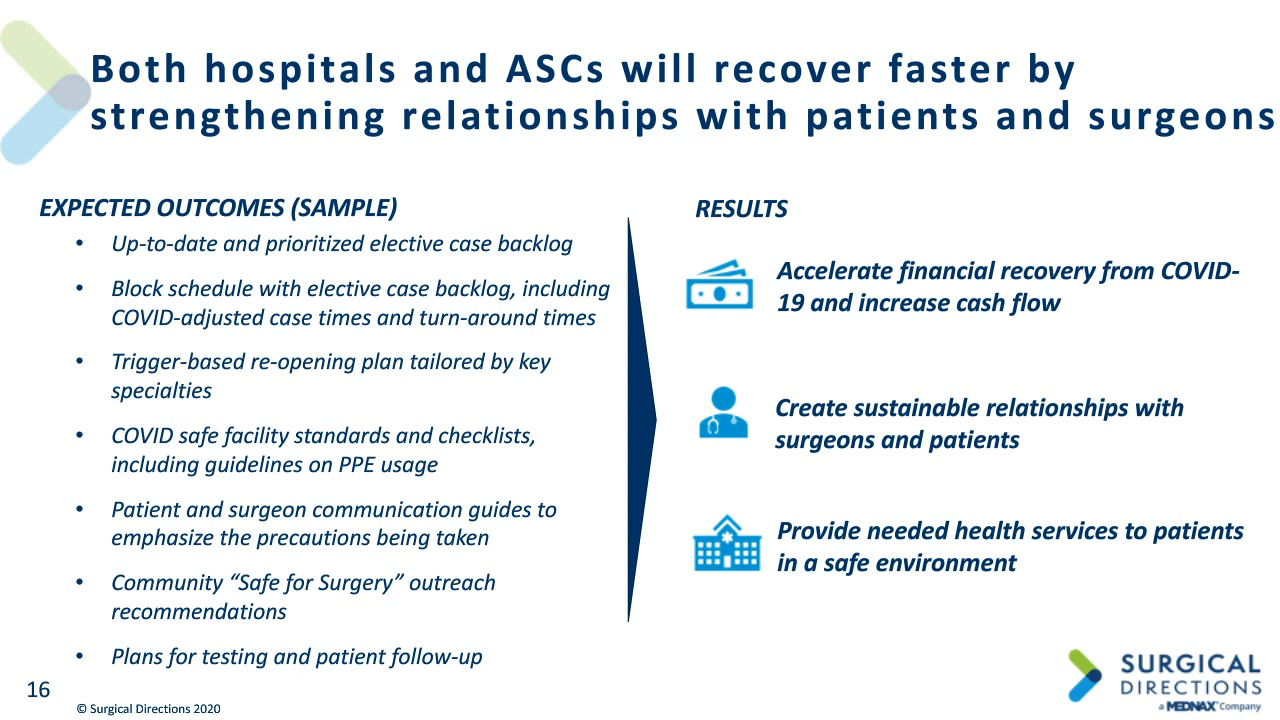 Both hospitals and ASCs will recover faster by
strengthening relationships with patients and surgeons
EXPECTED OUTCOMES (SAMPLE)
• Up-to-date and prioritized elective case backlog
• Block schedule with elective case backlog, including
COVID-adjusted case times and turn-around times
• Trigger-based re-opening plan tailored by key
specialties
• COVID safe facility standards and checklists,
including guidelines on PPE usage
• Patient and surgeon communication guides to
emphasize the precautions being taken
• Community “Safe for Surgery” outreach
recommendations
• Plans for testing and patient follow-up
RESULTS
Accelerate financial recovery from COVID-
19 and increase cash flow
Create sustainable relationships with
surgeons and patients
Provide needed health services to patients
in a safe environment
16
© Surgical Directions 2020
SURGICAL
DIRECTIONS
a MEDNAX™ Company